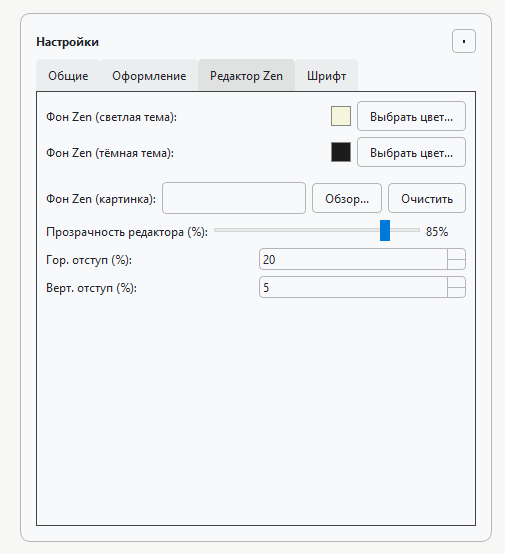 Настройки
Общие Оформление Редактор Zen Шрифт
Фон Zen (светлая тема): Выбрать цвет...
Фон Zen (тёмная тема): Выбрать цвет...
Фон Zen (картинка): Обзор... Очистить
Прозрачность редактора (%): 85%
Гор. отступ (%): 20
Верт. отступ (%): 5